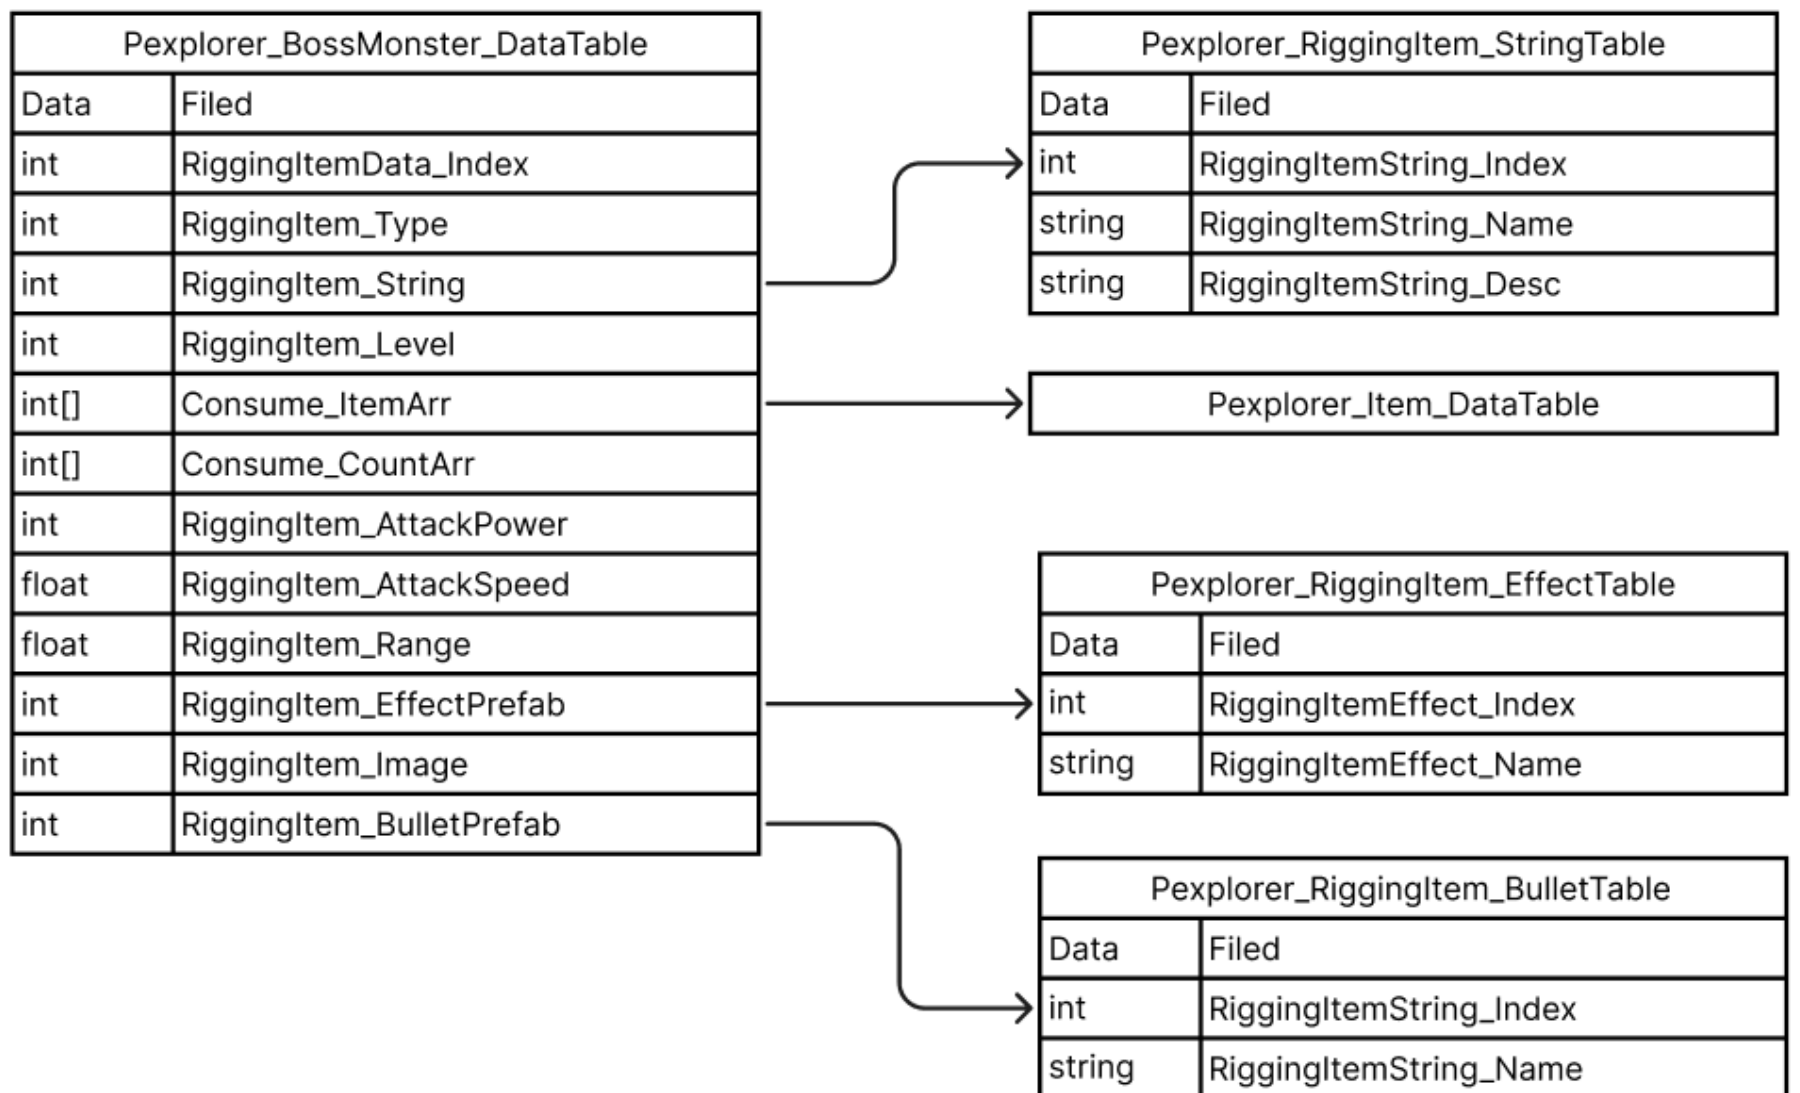 Pexplorer_BossMonster_DataTable
Data Filed
int RiggingItemData_Index
int RiggingItem_Type
int RiggingItem_String
int RiggingItem_Level
int[] Consume_ItemArr
int[] Consume_CountArr
int RiggingItem_AttackPower
float RiggingItem_AttackSpeed
float RiggingItem_Range
int RiggingItem_EffectPrefab
int RiggingItem_Image
int RiggingItem_BulletPrefab
Pexplorer_RiggingItem_StringTable
Data Filed
int RiggingItemString_Index
string RiggingItemString_Name
string RiggingItemString_Desc
Pexplorer_Item_DataTable
Pexplorer_RiggingItem_EffectTable
Data Filed
int RiggingItemEffect_Index
string RiggingItemEffect_Name
Pexplorer_RiggingItem_BulletTable
Data Filed
int RiggingItemString_Index
string RiggingItemString_Name